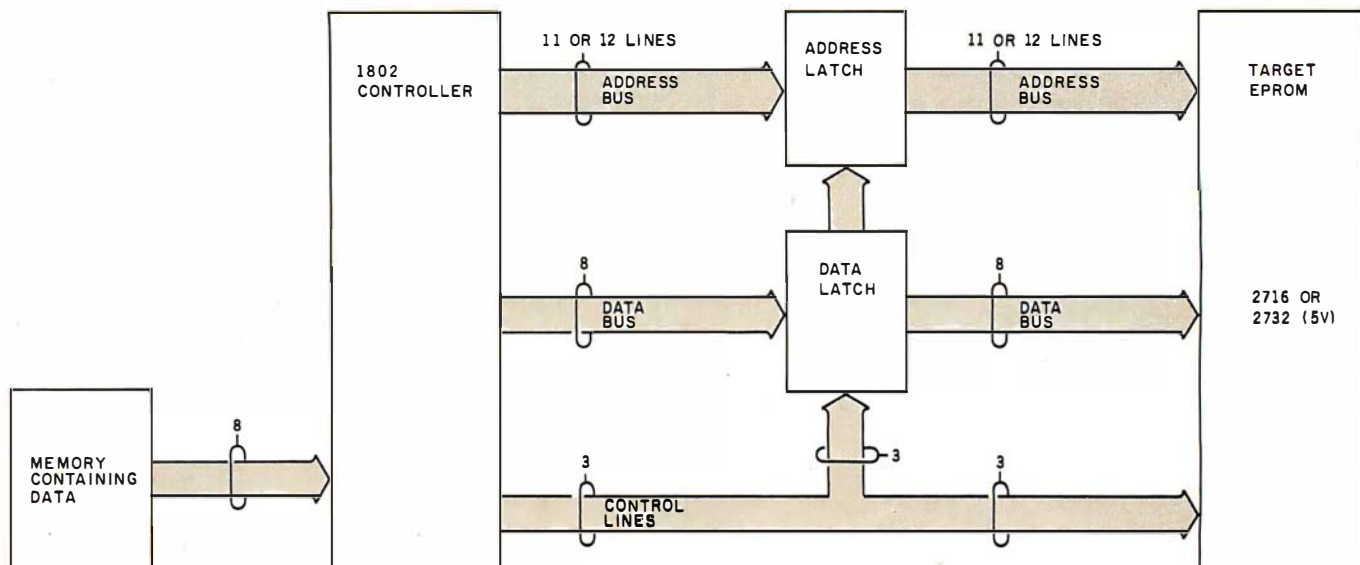 1802
CONTROLLER
11 OR 12 LINES
ADDRESS
BUS
ADDRESS
LATCH
11 OR 12 LINES
ADDRESS
BUS
TARGET
EPROM
8
DATA
BUS
DATA
LATCH
8
DATA
BUS
2716 OR
2732 (5V)
MEMORY
CONTAINING
DATA
8
3
CONTROL
LINES
3
3